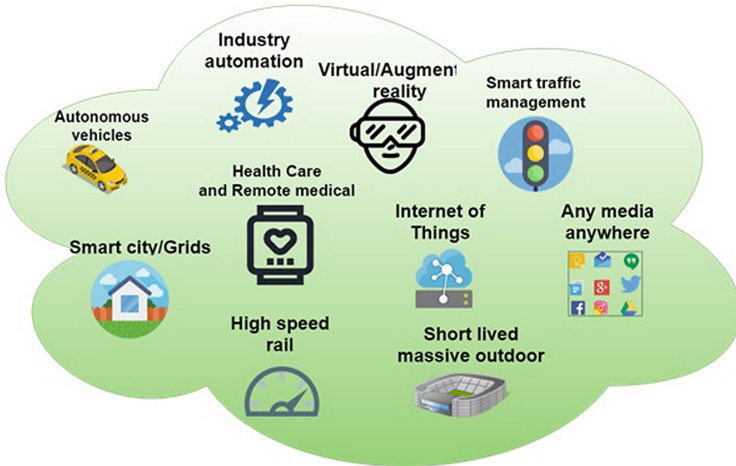 Industry
automation
Virtual/Augment
reality
Smart traffic
management
Autonomous
vehicles
Health Care
and Remote medical
Internet of
Things
Any media
anywhere
Smart city/Grids
High speed
rail
Short lived
massive outdoor